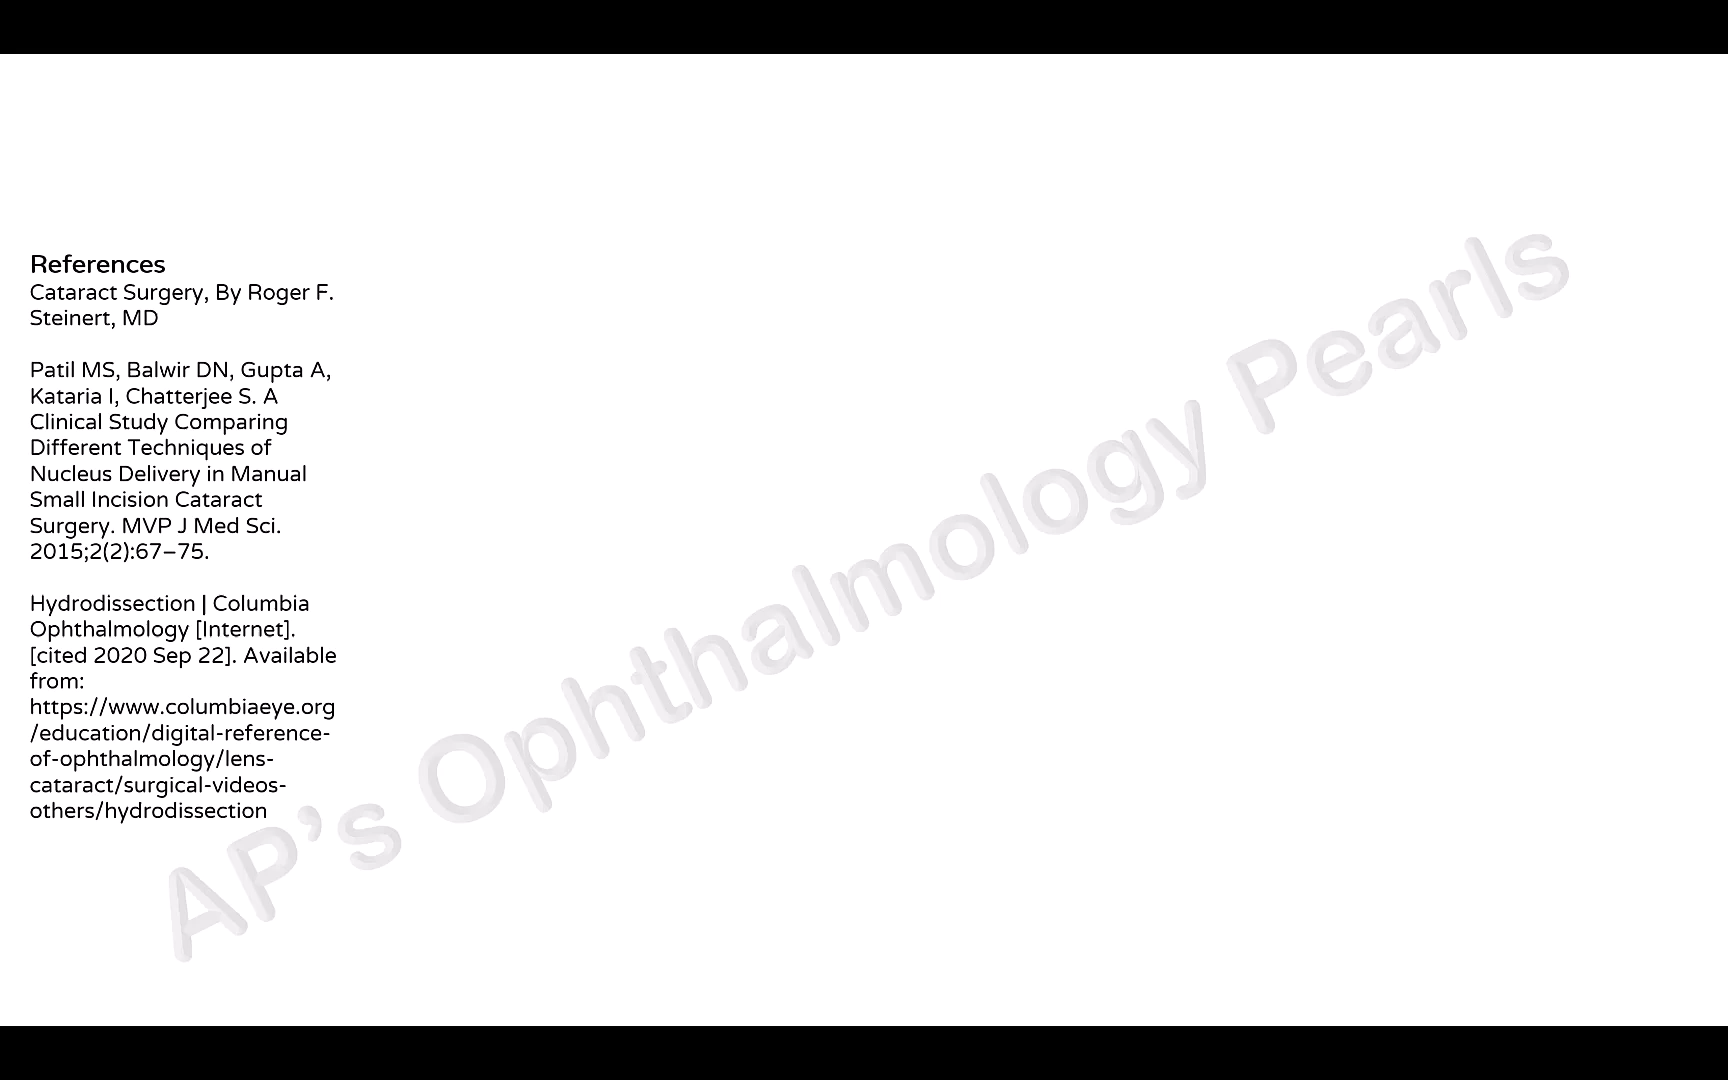 References
Cataract Surgery, By Roger F.
Steinert, MD
Patil MS, Balwir DN, Gupta A,
Kataria I, Chatterjee S. A
Clinical Study Comparing
Different Techniques of
Nucleus Delivery in Manual
Small Incision Cataract
Surgery. MVP J Med Sci.
2015;2(2):67–75.
Hydrodissection | Columbia
Ophthalmology [Internet].
[cited 2020 Sep 22]. Available
from:
https://www.columbiaeye.org
/education/digital-reference-
of-ophthalmology/lens-
cataract/surgical-videos-
others/hydrodissection
AP's Ophthalmology Pearls